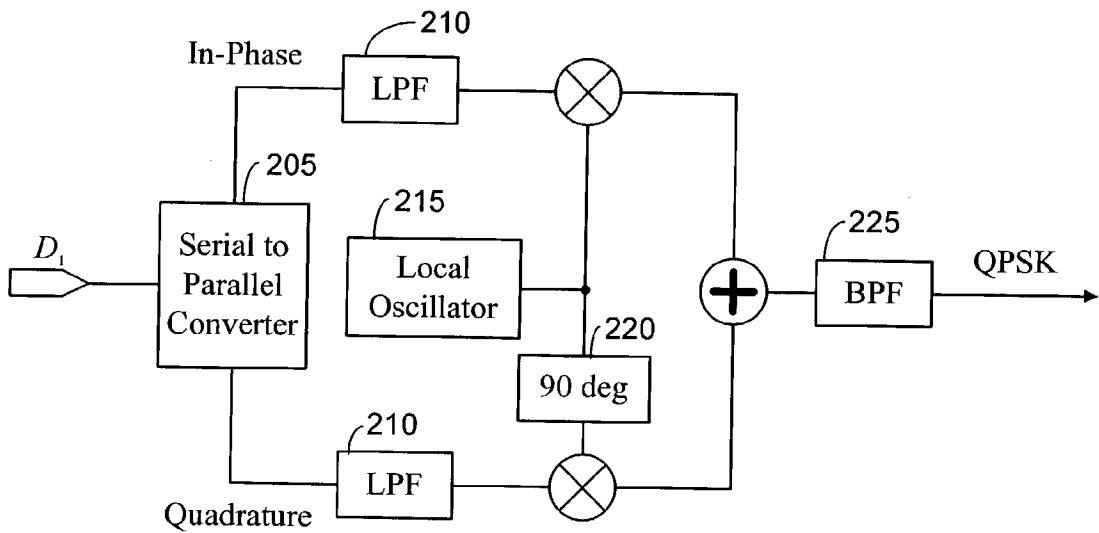 210
In-Phase
LPF
205
215
D1
Serial to
Parallel
Converter
Local
Oscillator
225
QPSK
BPF
220
90 deg
210
LPF
Quadrature